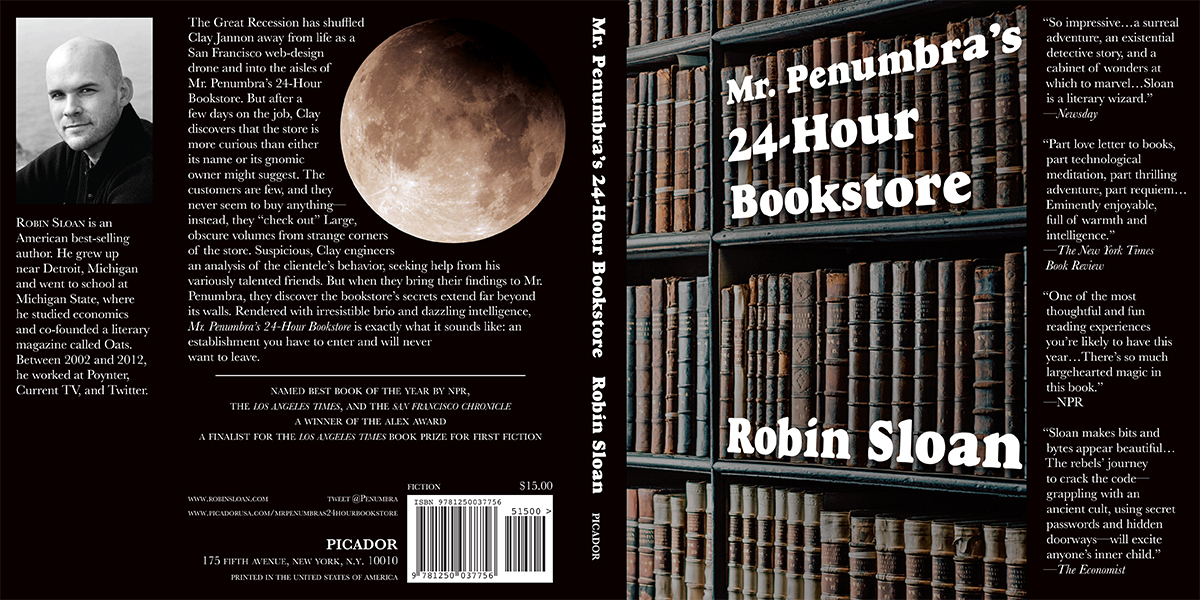 ROBIN SLOAN is an
American best-selling
author. He grew up
near Detroit, Michigan
and went to school at
Michigan State, where
he studied economics
and co-founded a literary
magazine called Oats.
Between 2002 and 2012,
he worked at Poynter,
Current TV, and Twitter.
The Great Recession has shuffled
Clay Jannon away from life as a
San Francisco web-design
drone and into the aisles of
Mr. Penumbra's 24-Hour
Bookstore. But after a
few days on the job, Clay
discovers that the store is
more curious than either
its name or its gnomic
owner might suggest. The
customers are few, and they
never seem to buy anything—
instead, they “check out” Large,
obscure volumes from strange corners
of the store. Suspicious, Clay engineers
an analysis of the clientele's behavior, seeking help from his
variously talented friends. But when they bring their findings to Mr.
Penumbra, they discover the bookstore's secrets extend far beyond
its walls. Rendered with irresistible brio and dazzling intelligence,
Mr. Penumbra's 24-Hour Bookstore is exactly what it sounds like: an
establishment you have to enter and will never
want to leave.
NAMED BEST BOOK OF THE YEAR BY NPR,
THE LOS ANGELES TIMES, AND THE SAN FRANCISCO CHRONICLE
A WINNER OF THE ALEX AWARD
A FINALIST FOR THE LOS ANGELES TIMES BOOK PRIZE FOR FIRST FICTION
WWW.ROBINSLOAN.COM TWEET @PENUMBRA
WWW.PICADORUSA.COM/MRPENUMBRAS24HOURBOOKSTORE
PICADOR
175 FIFTH AVENUE, NEW YORK, N.Y. 10010
PRINTED IN THE UNITED STATES OF AMERICA
FICTION $15.00
ISBN 9781250037756
51500 >
9 781250 037756
Mr. Penumbra's 24-Hour Bookstore Robin Sloan PICADOR
Mr. Penumbra's
24-Hour
Bookstore
Robin Sloan
“So impressive…a surreal
adventure, an existential
detective story, and a
cabinet of wonders at
which to marvel…Sloan
is a literary wizard.”
—Newsday
“Part love letter to books,
part technological
meditation, part thrilling
adventure, part requiem…
Eminently enjoyable,
full of warmth and
intelligence.”
—The New York Times
Book Review
“One of the most
thoughtful and fun
reading experiences
you're likely to have this
year…There's so much
largehearted magic in
this book.”
—NPR
“Sloan makes bits and
bytes appear beautiful…
The rebels' journey
to crack the code—
grappling with an
ancient cult, using secret
passwords and hidden
doorways—will excite
anyone's inner child.”
—The Economist